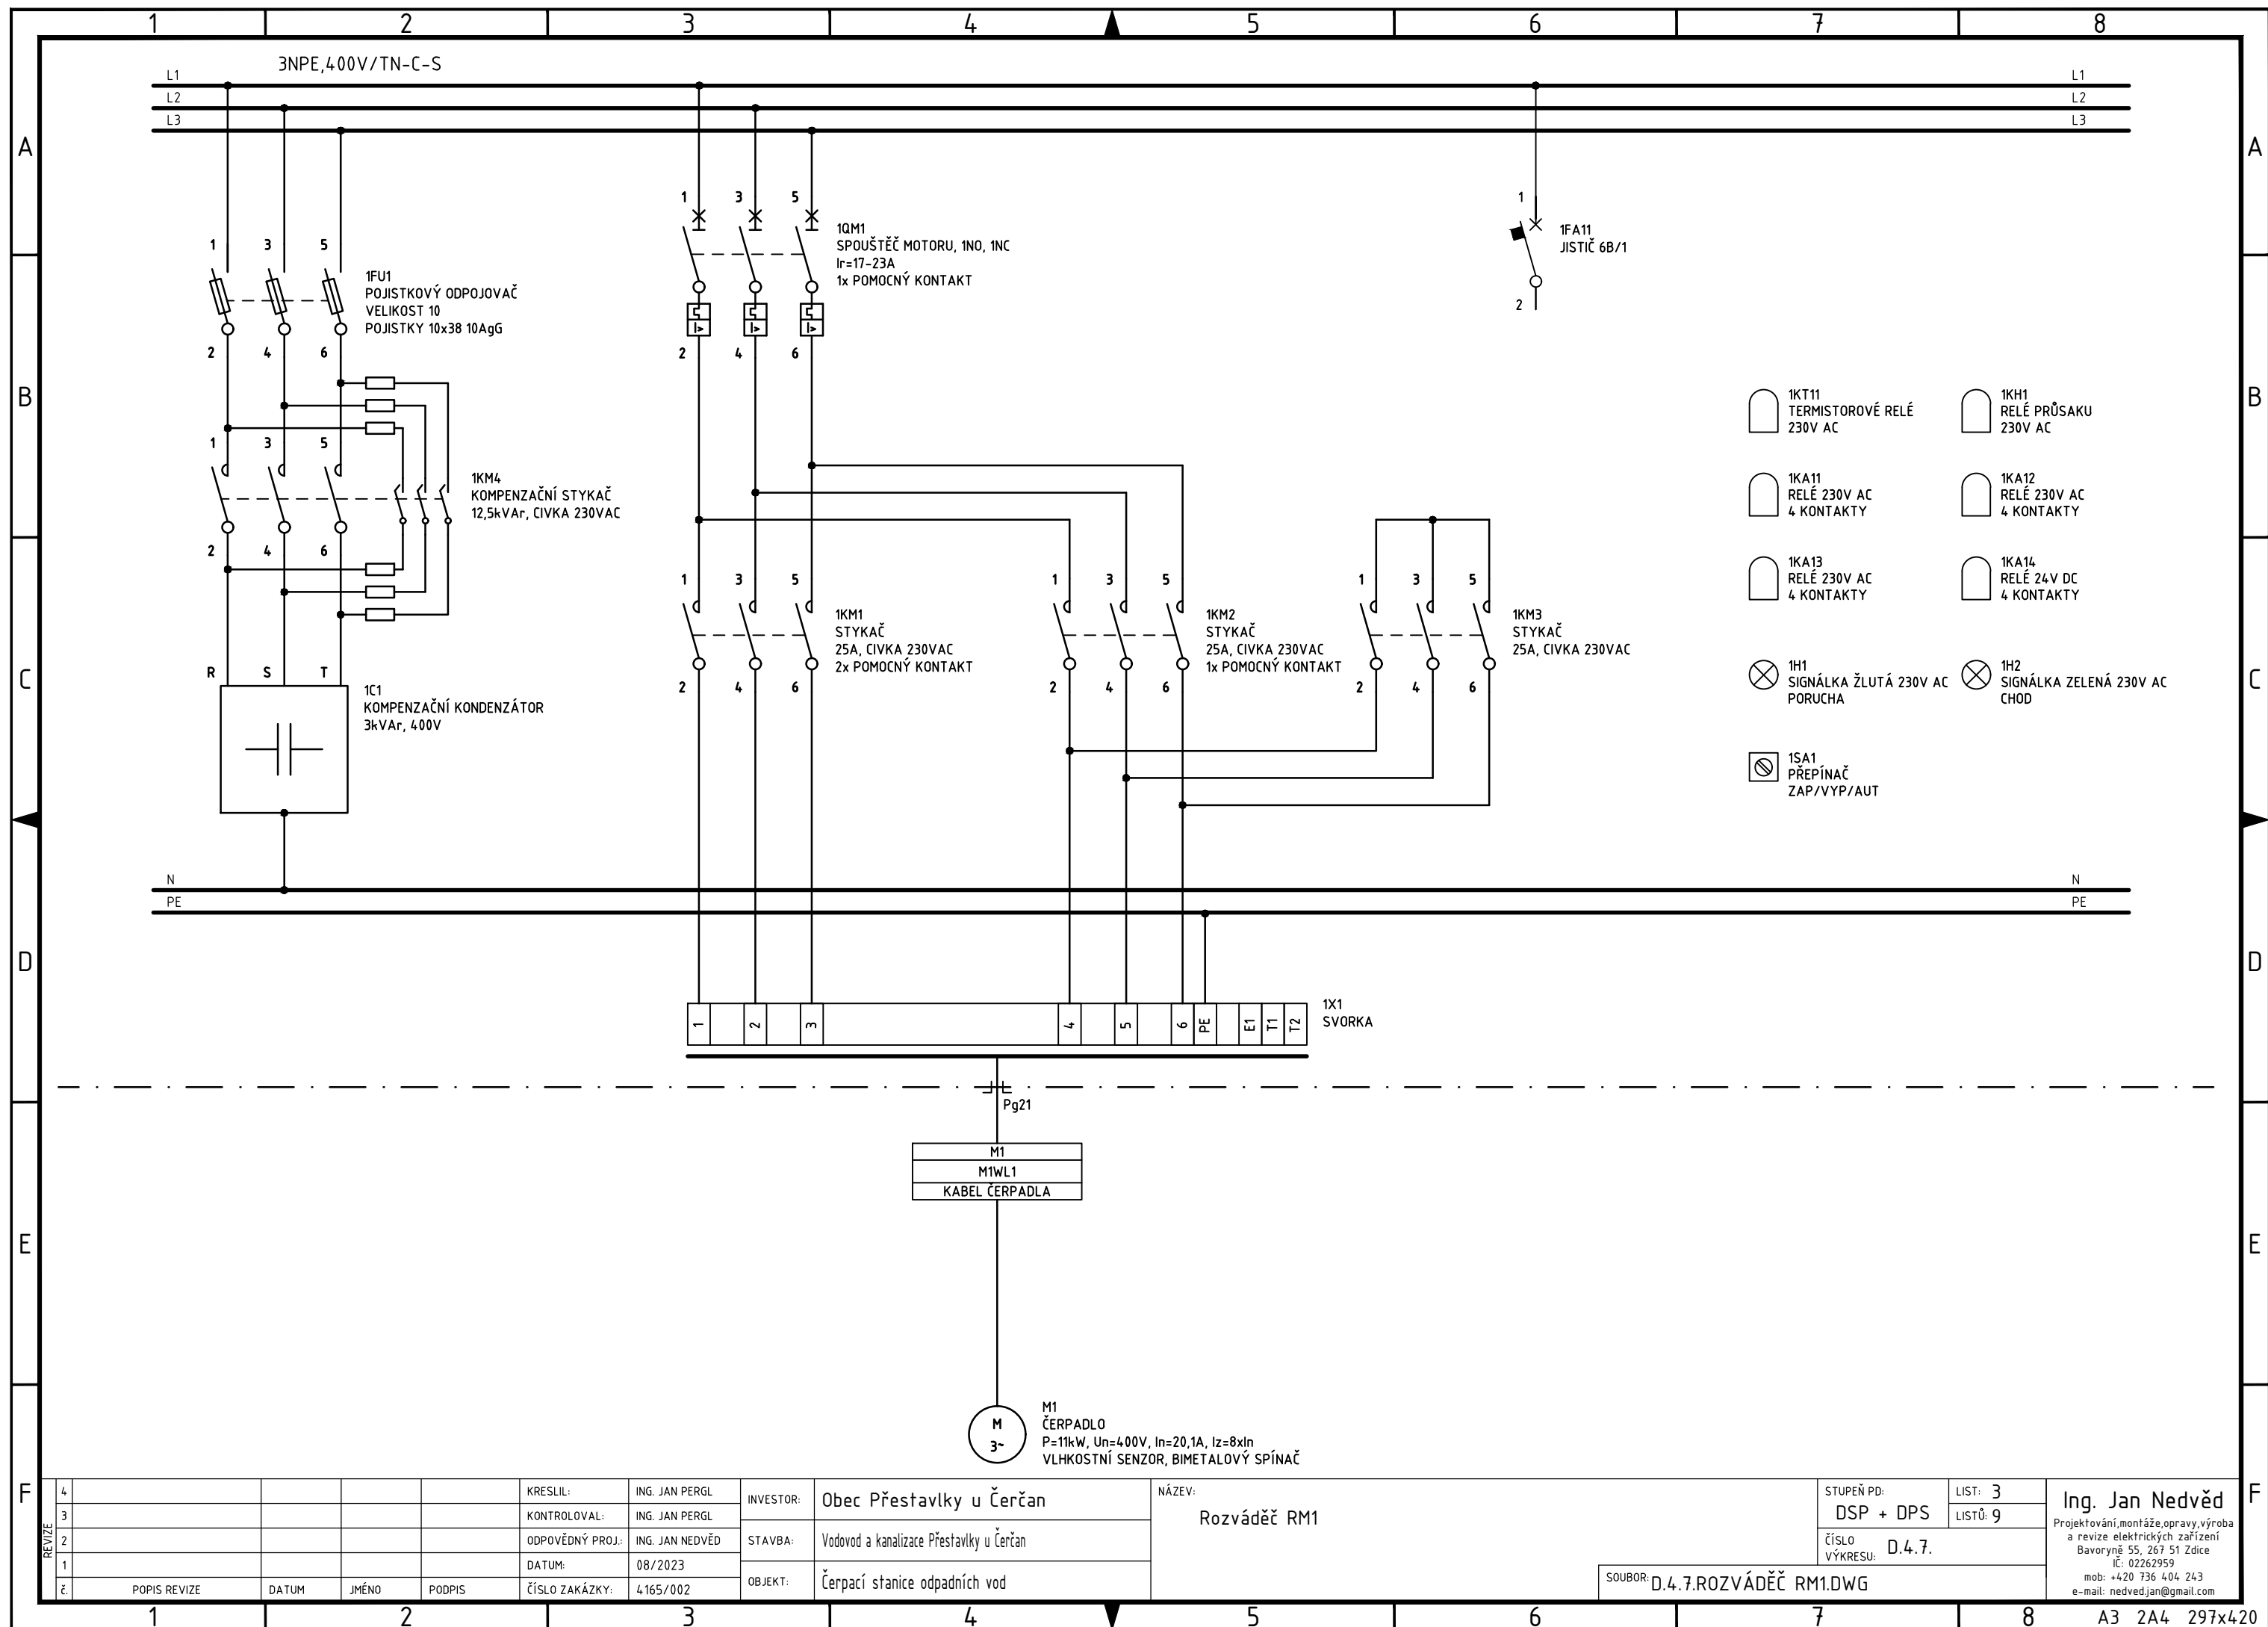 1 2 3 4 5 6 7 8
3NPE,400V/TN-C-S
L1 L1
L2 L2
L3 L3
A A
1 3 5
1QM1
SPOUŠTĚČ MOTORU, 1NO, 1NC
Ir=17-23A
1x POMOCNÝ KONTAKT
I> I> I>
2 4 6
1
1FA11
JISTIČ 6B/1
2
1 3 5
1FU1
POJISTKOVÝ ODPOJOVAČ
VELIKOST 10
POJISTKY 10x38 10AgG
2 4 6
B B
1KT11
TERMISTOROVÉ RELÉ
230V AC
1KH1
RELÉ PRŮSAKU
230V AC
1 3 5
1KM4
KOMPENZAČNÍ STYKAČ
12,5kVAr, CIVKA 230VAC
2 4 6
1KA11
RELÉ 230V AC
4 KONTAKTY
1KA12
RELÉ 230V AC
4 KONTAKTY
1KA13
RELÉ 230V AC
4 KONTAKTY
1KA14
RELÉ 24V DC
4 KONTAKTY
1 3 5
1KM1
STYKAČ
25A, CIVKA 230VAC
2x POMOCNÝ KONTAKT
2 4 6
1 3 5
1KM2
STYKAČ
25A, CIVKA 230VAC
1x POMOCNÝ KONTAKT
2 4 6
1 3 5
1KM3
STYKAČ
25A, CIVKA 230VAC
2 4 6
C C
R S T
1C1
KOMPENZAČNÍ KONDENZÁTOR
3kVAr, 400V
1H1
SIGNÁLKA ŽLUTÁ 230V AC
PORUCHA
1H2
SIGNÁLKA ZELENÁ 230V AC
CHOD
1SA1
PŘEPÍNAČ
ZAP/VYP/AUT
N N
PE PE
D D
1 2 3 4 5 6 PE E1 T1 T2
1X1
SVORKA
Pg21
M1
M1WL1
KABEL ČERPADLA
E E
M
3~
M1
ČERPADLO
P=11kW, Un=400V, In=20,1A, Iz=8xIn
VLHKOSTNÍ SENZOR, BIMETALOVÝ SPÍNAČ
F F
REVIZE
4
3
2
1
č. POPIS REVIZE DATUM JMÉNO PODPIS
KRESLIL: ING. JAN PERGL
KONTROLOVAL: ING. JAN PERGL
ODPOVĚDNÝ PROJ.: ING. JAN NEDVĚD
DATUM: 08/2023
ČÍSLO ZAKÁZKY: 4165/002
INVESTOR: Obec Přestavlky u Čerčan
STAVBA: Vodovod a kanalizace Přestavlky u Čerčan
OBJEKT: Čerpací stanice odpadních vod
NÁZEV:
Rozváděč RM1
STUPEŇ PD:
DSP + DPS
LIST: 3
LISTŮ: 9
ČÍSLO
VÝKRESU: D.4.7.
SOUBOR: D.4.7.ROZVÁDĚČ RM1.DWG
Ing. Jan Nedvěd
Projektování,montáže,opravy,výroba
a revize elektrických zařízení
Bavoryně 55, 267 51 Zdice
IČ: 02262959
mob: +420 736 404 243
e-mail: nedved.jan@gmail.com
1 2 3 4 5 6 7 8
A3 2A4 297x420